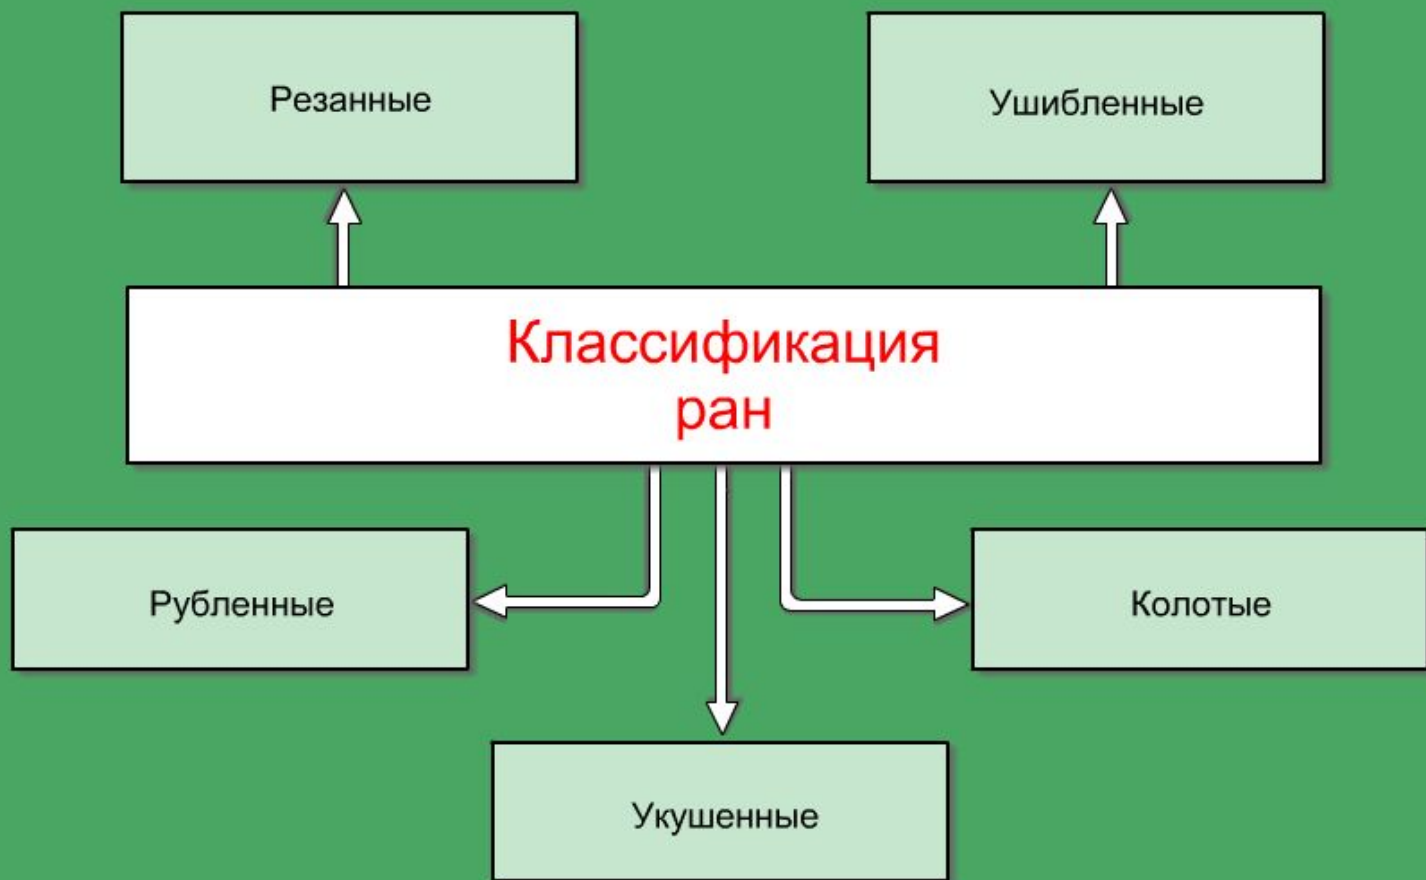 Резанные
Ушибленные
Классификация
ран
Рубленные
Колотые
Укушенные